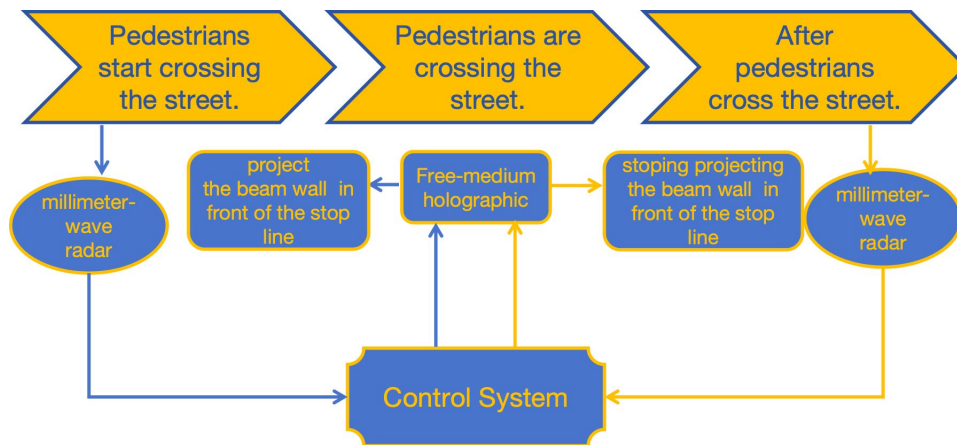 Pedestrians
start crossing
the street.
Pedestrians are
crossing the
street.
After
pedestrians
cross the street.
millimeter-
wave
radar
project
the beam wall in
front of the stop
line
Free-medium
holographic
stoping projecting
the beam wall in
front of the stop
line
millimeter-
wave
radar
Control System